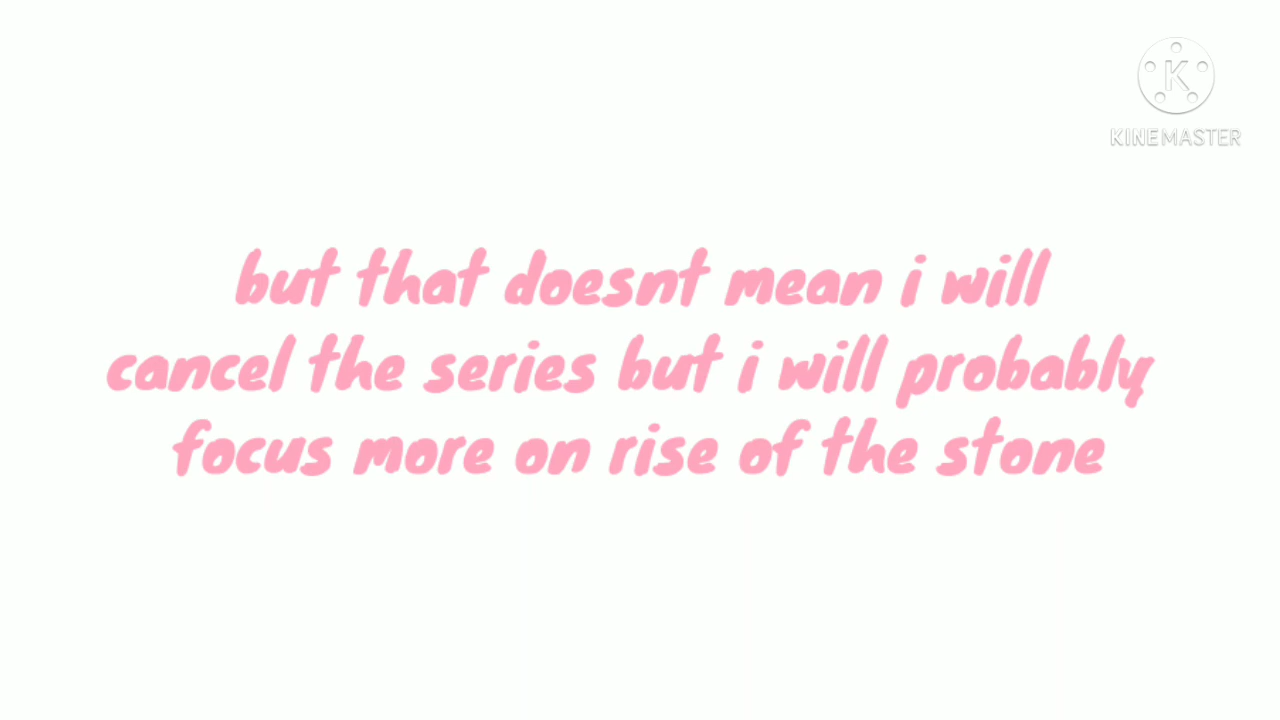 K
KINEMASTER
but that doesnt mean i will
cancel the series but i will probably
focus more on rise of the stone